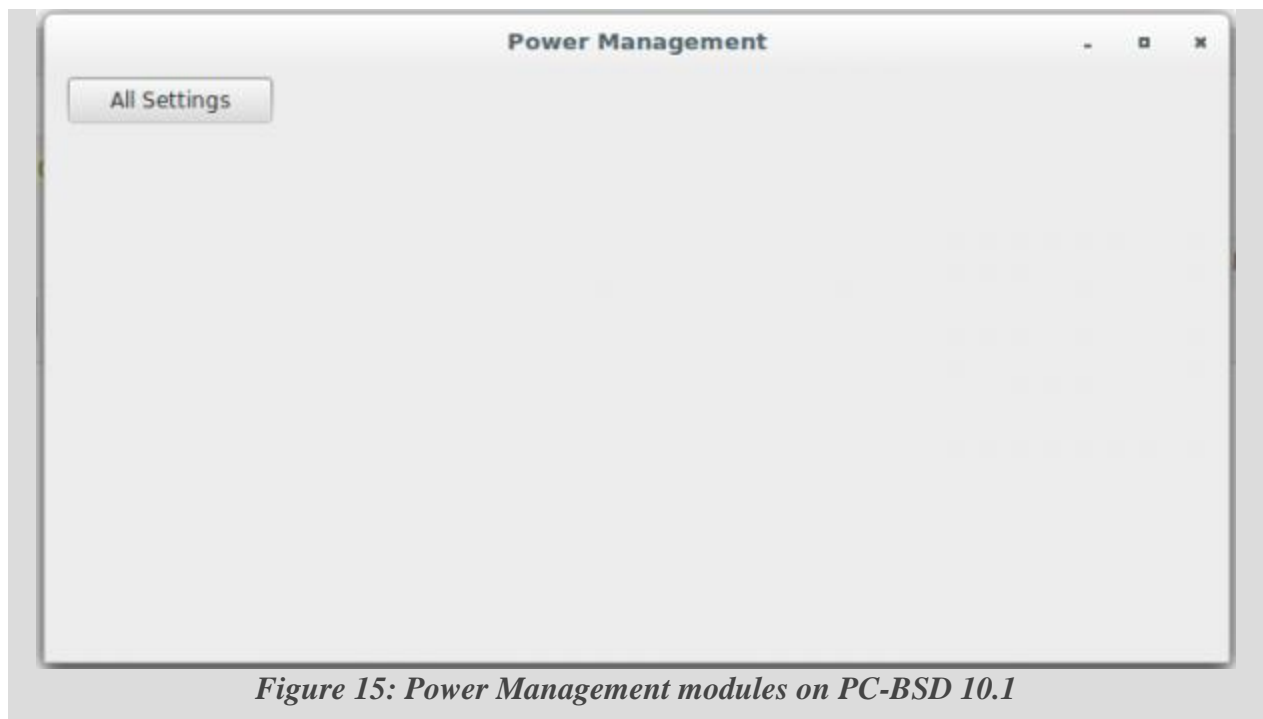 Power Management
All Settings
Figure 15: Power Management modules on PC-BSD 10.1